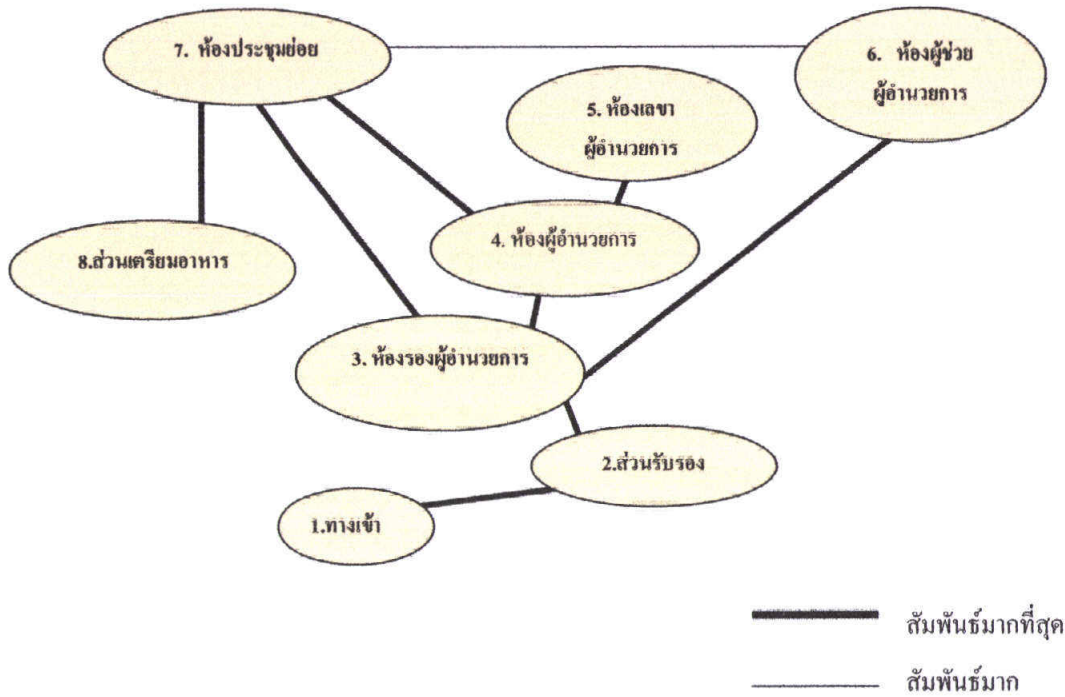 7. ห้องประชุมย่อย
6. ห้องผู้ช่วย
ผู้อำนวยการ
5. ห้องเลขา
ผู้อำนวยการ
4. ห้องผู้อำนวยการ
8.ส่วนเตรียมอาหาร
3. ห้องรองผู้อำนวยการ
2.ส่วนรับรอง
1.ทางเข้า
สัมพันธ์มากที่สุด
สัมพันธ์มาก